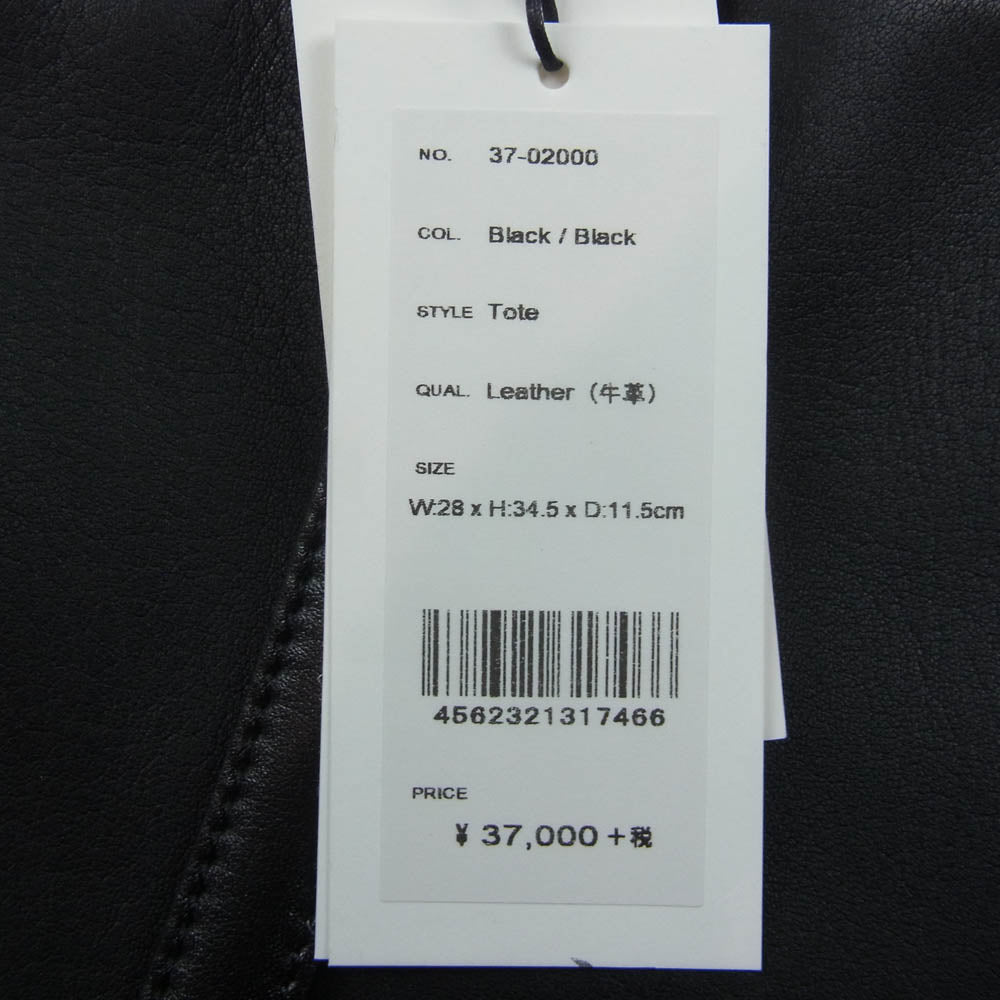 NO. 37-02000
COL. Black / Black
STYLE Tote
QUAL. Leather (牛革)
SIZE
W:28 x H:34.5 x D:11.5cm
4562321317466
PRICE
¥ 37,000+税